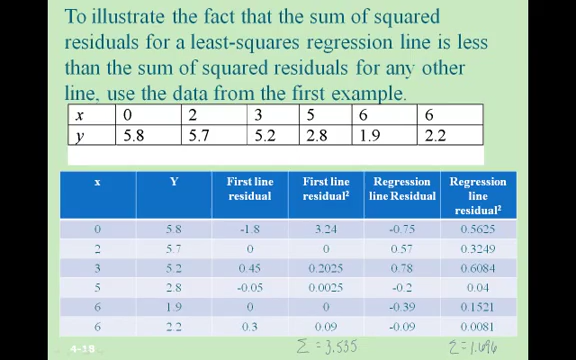 To illustrate the fact that the sum of squared
residuals for a least-squares regression line is less
than the sum of squared residuals for any other
line, use the data from the first example.
x 0 2 3 5 6 6
y 5.8 5.7 5.2 2.8 1.9 2.2
x Y First line residual First line residual² Regression line Residual Regression line residual²
0 5.8 -1.8 3.24 -0.75 0.5625
2 5.7 0 0 0.57 0.3249
3 5.2 0.45 0.2025 0.78 0.6084
5 2.8 -0.05 0.0025 -0.2 0.04
6 1.9 0 0 -0.39 0.1521
6 2.2 0.3 0.09 -0.09 0.0081
4-18 Σ = 3.535 Σ = 1.696